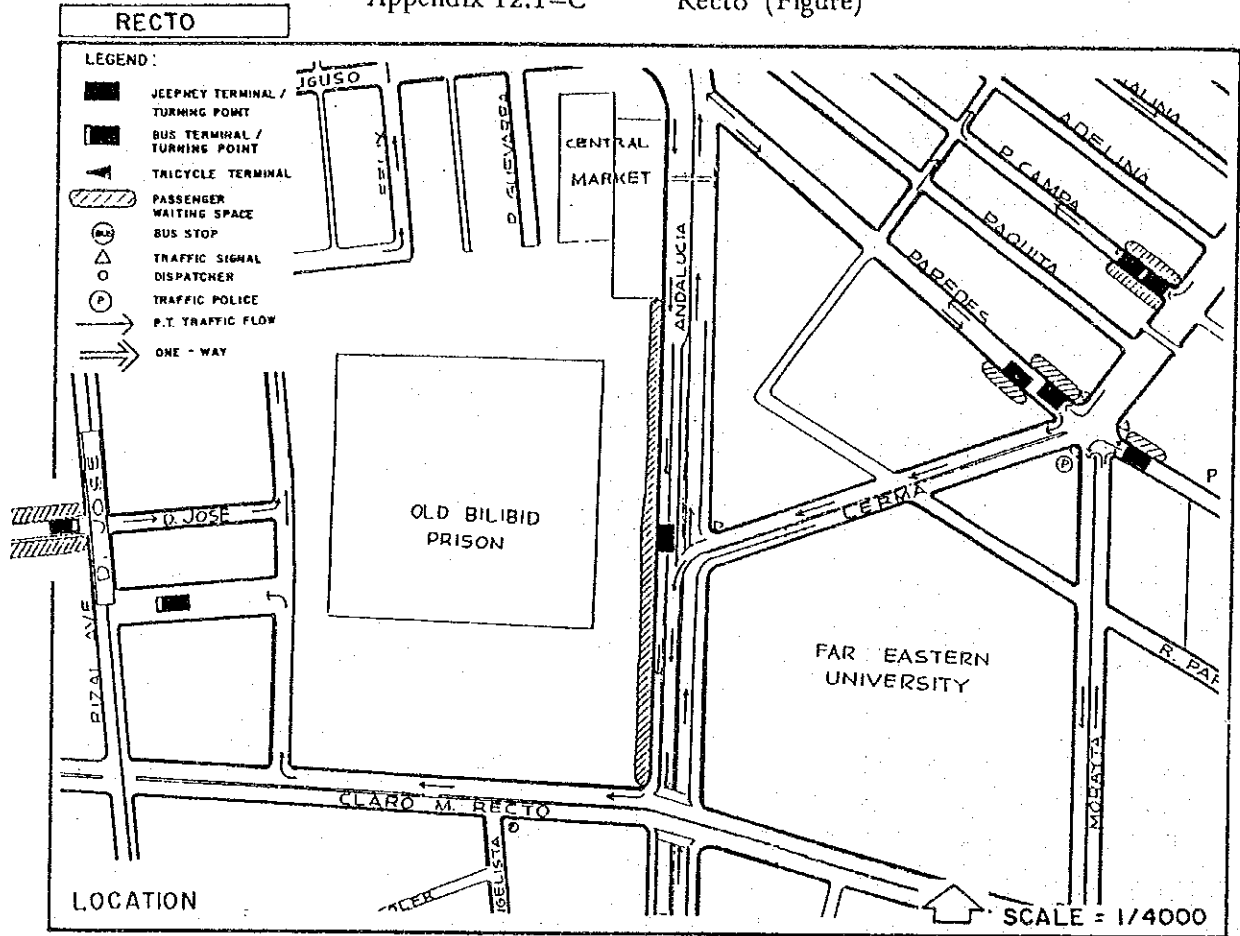 Appendix 12.1-C Recto (Figure)
RECTO
LEGEND :
JEEPNEY TERMINAL /
TURNING POINT
BUS TERMINAL /
TURNING POINT
TRICYCLE TERMINAL
PASSENGER
WAITING SPACE
BUS
BUS STOP
TRAFFIC SIGNAL
DISPATCHER
P
TRAFFIC POLICE
P.T. TRAFFIC FLOW
ONE - WAY
P. GUEVARRA
CENTRAL
MARKET
ANDALUCIA
ADELINA
P. CAMPA
PAQUITA
PAREDES
P
P
LERMA
D. JOSE
D. JOSE
RIZAL AVE
OLD BILIBID
PRISON
FAR EASTERN
UNIVERSITY
MORAYTA
CLARO M. RECTO
LOCATION
SCALE = 1/4000